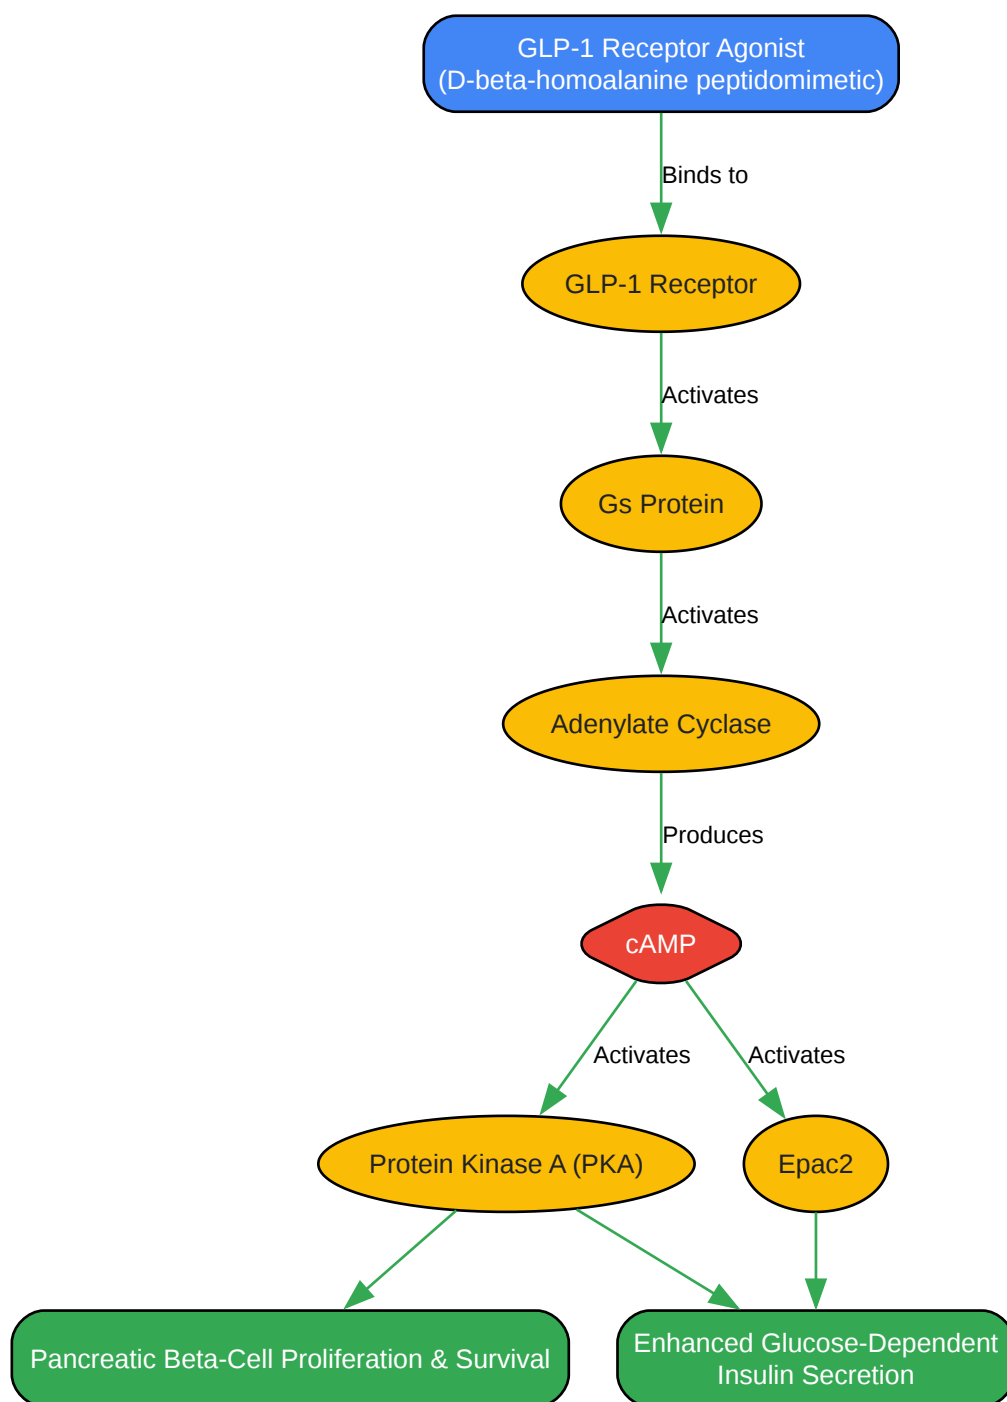 GLP-1 Receptor Agonist
(D-beta-homoalanine peptidomimetic)
Binds to
GLP-1 Receptor
Activates
Gs Protein
Activates
Adenylate Cyclase
Produces
cAMP
Activates
Activates
Protein Kinase A (PKA)
Epac2
Pancreatic Beta-Cell Proliferation & Survival
Enhanced Glucose-Dependent
Insulin Secretion